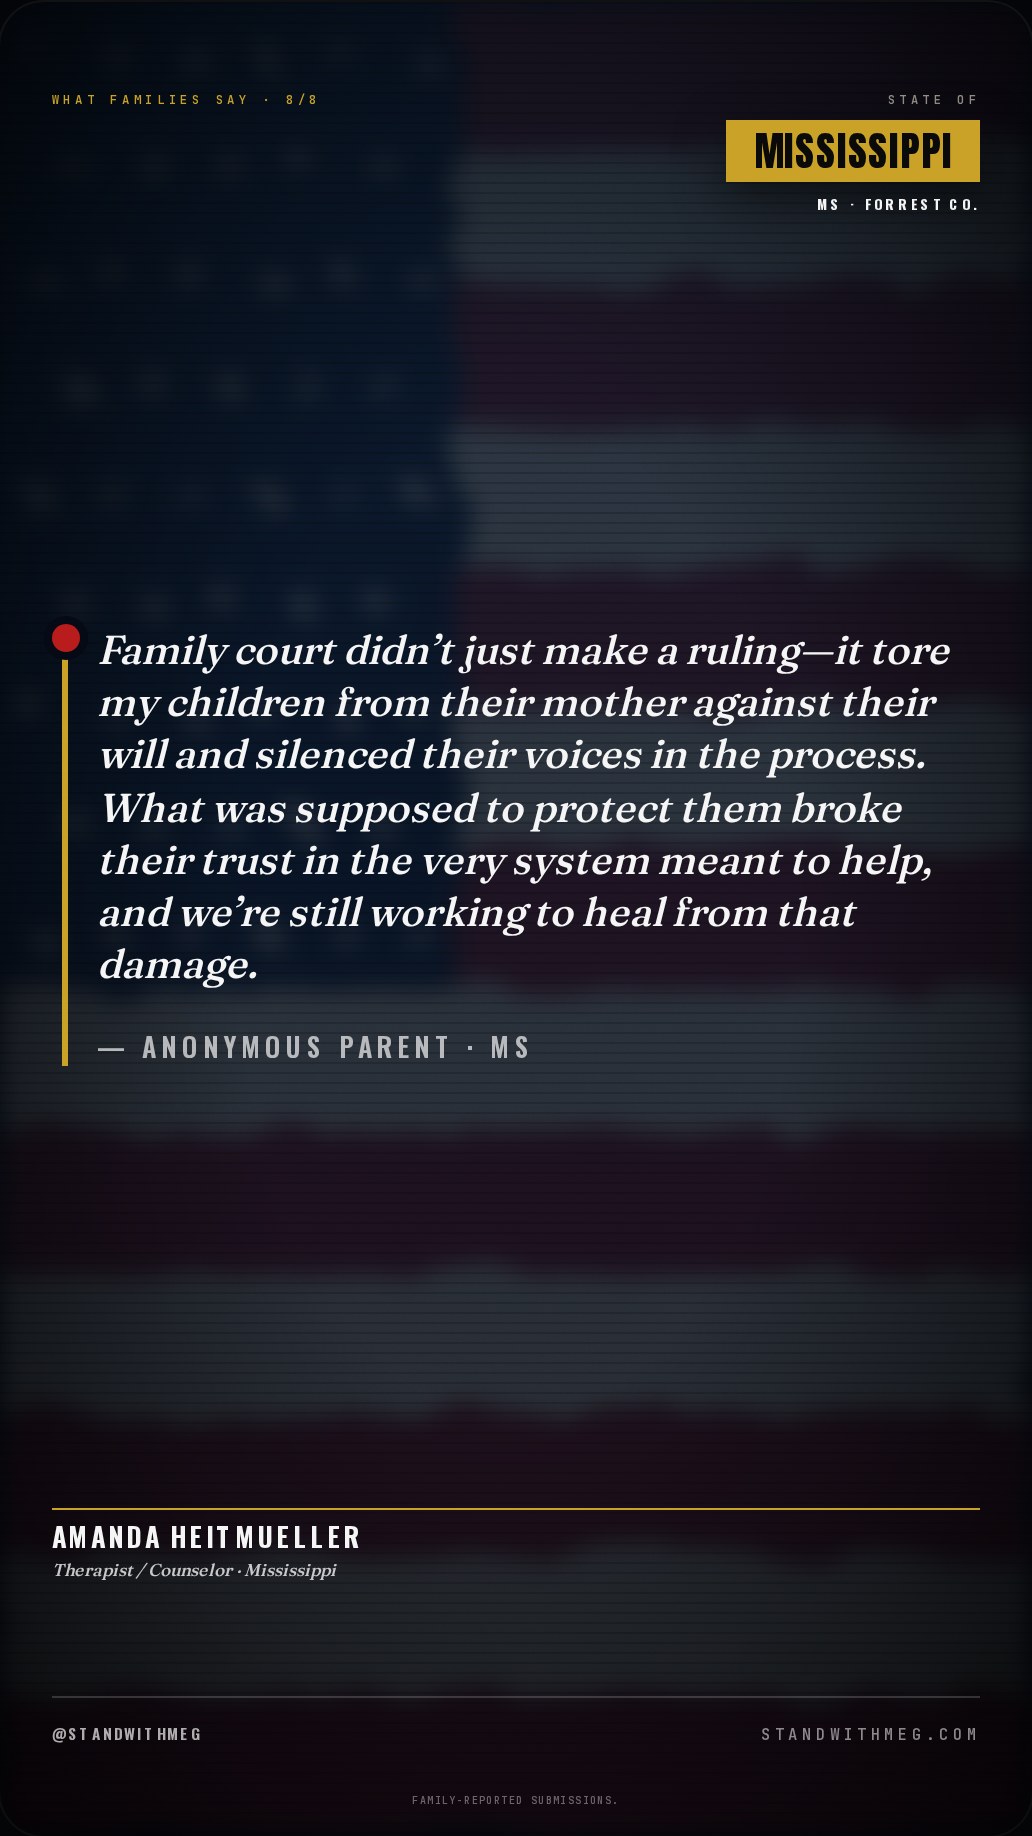 WHAT FAMILIES SAY · 8/8
STATE OF
MISSISSIPPI
MS · FORREST CO.
Family court didn’t just make a ruling—it tore
my children from their mother against their
will and silenced their voices in the process.
What was supposed to protect them broke
their trust in the very system meant to help,
and we’re still working to heal from that
damage.
— ANONYMOUS PARENT · MS
AMANDA HEITMUELLER
Therapist / Counselor · Mississippi
@STANDWITHMEG
STANDWITHMEG.COM
FAMILY-REPORTED SUBMISSIONS.